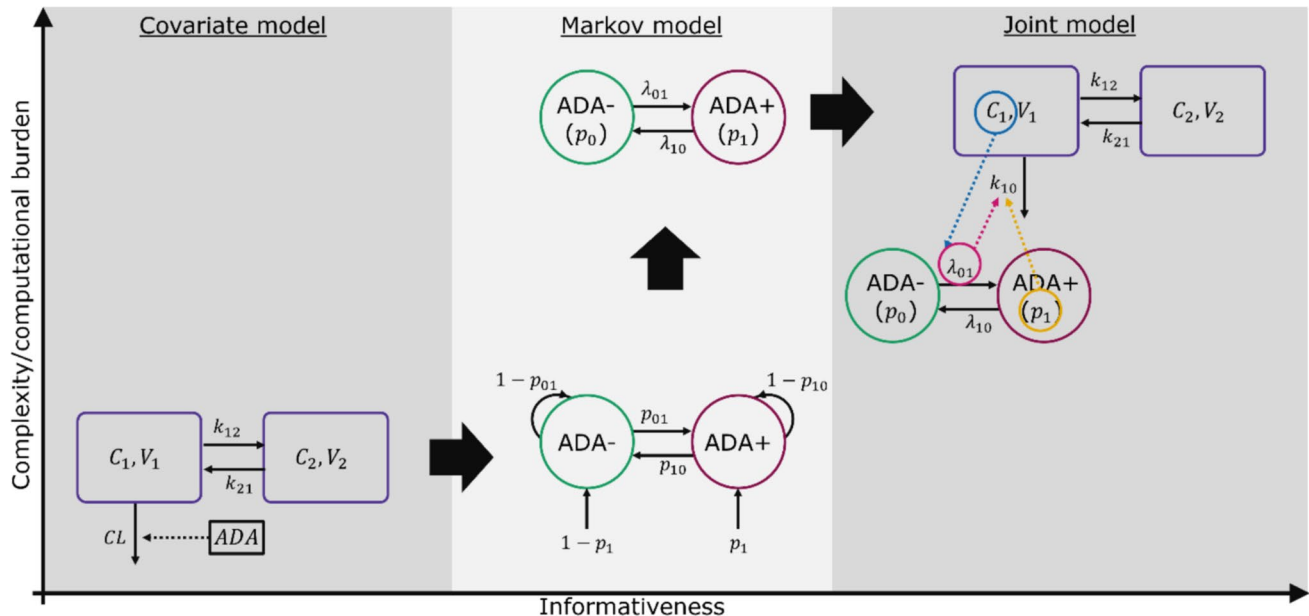 Complexity/computational burden
Covariate model
C₁, V₁
k₁₂
k₂₁
C₂, V₂
CL
ADA
Markov model
ADA-
(p₀)
λ₀₁
λ₁₀
ADA+
(p₁)
1 − p₀₁
1 − p₁₀
ADA-
p₀₁
p₁₀
ADA+
1 − p₁
p₁
Joint model
C₁, V₁
k₁₂
k₂₁
C₂, V₂
k₁₀
ADA-
(p₀)
λ₀₁
λ₁₀
ADA+
(p₁)
Informativeness